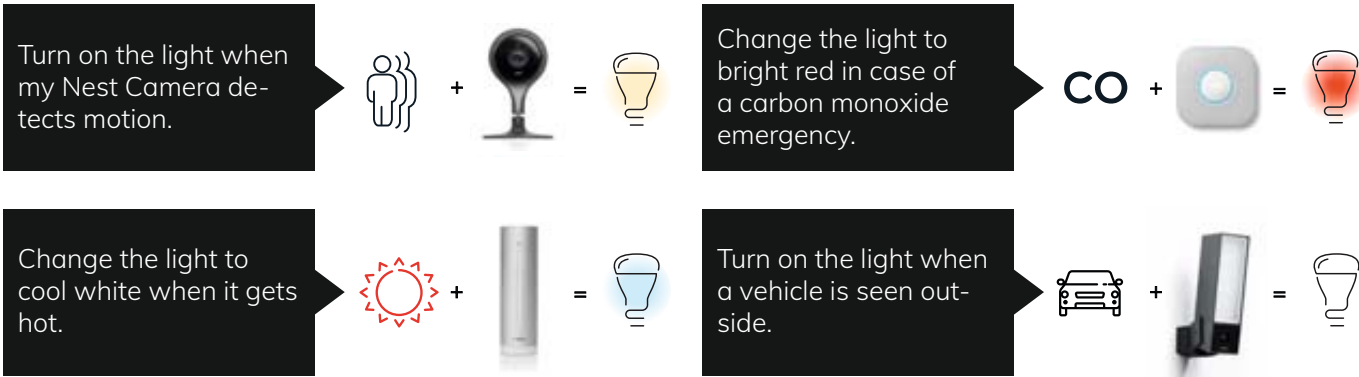 Turn on the light when
my Nest Camera de-
tects motion.
+
=
Change the light to
bright red in case of
a carbon monoxide
emergency.
CO
+
=
Change the light to
cool white when it gets
hot.
+
=
Turn on the light when
a vehicle is seen out-
side.
+
=